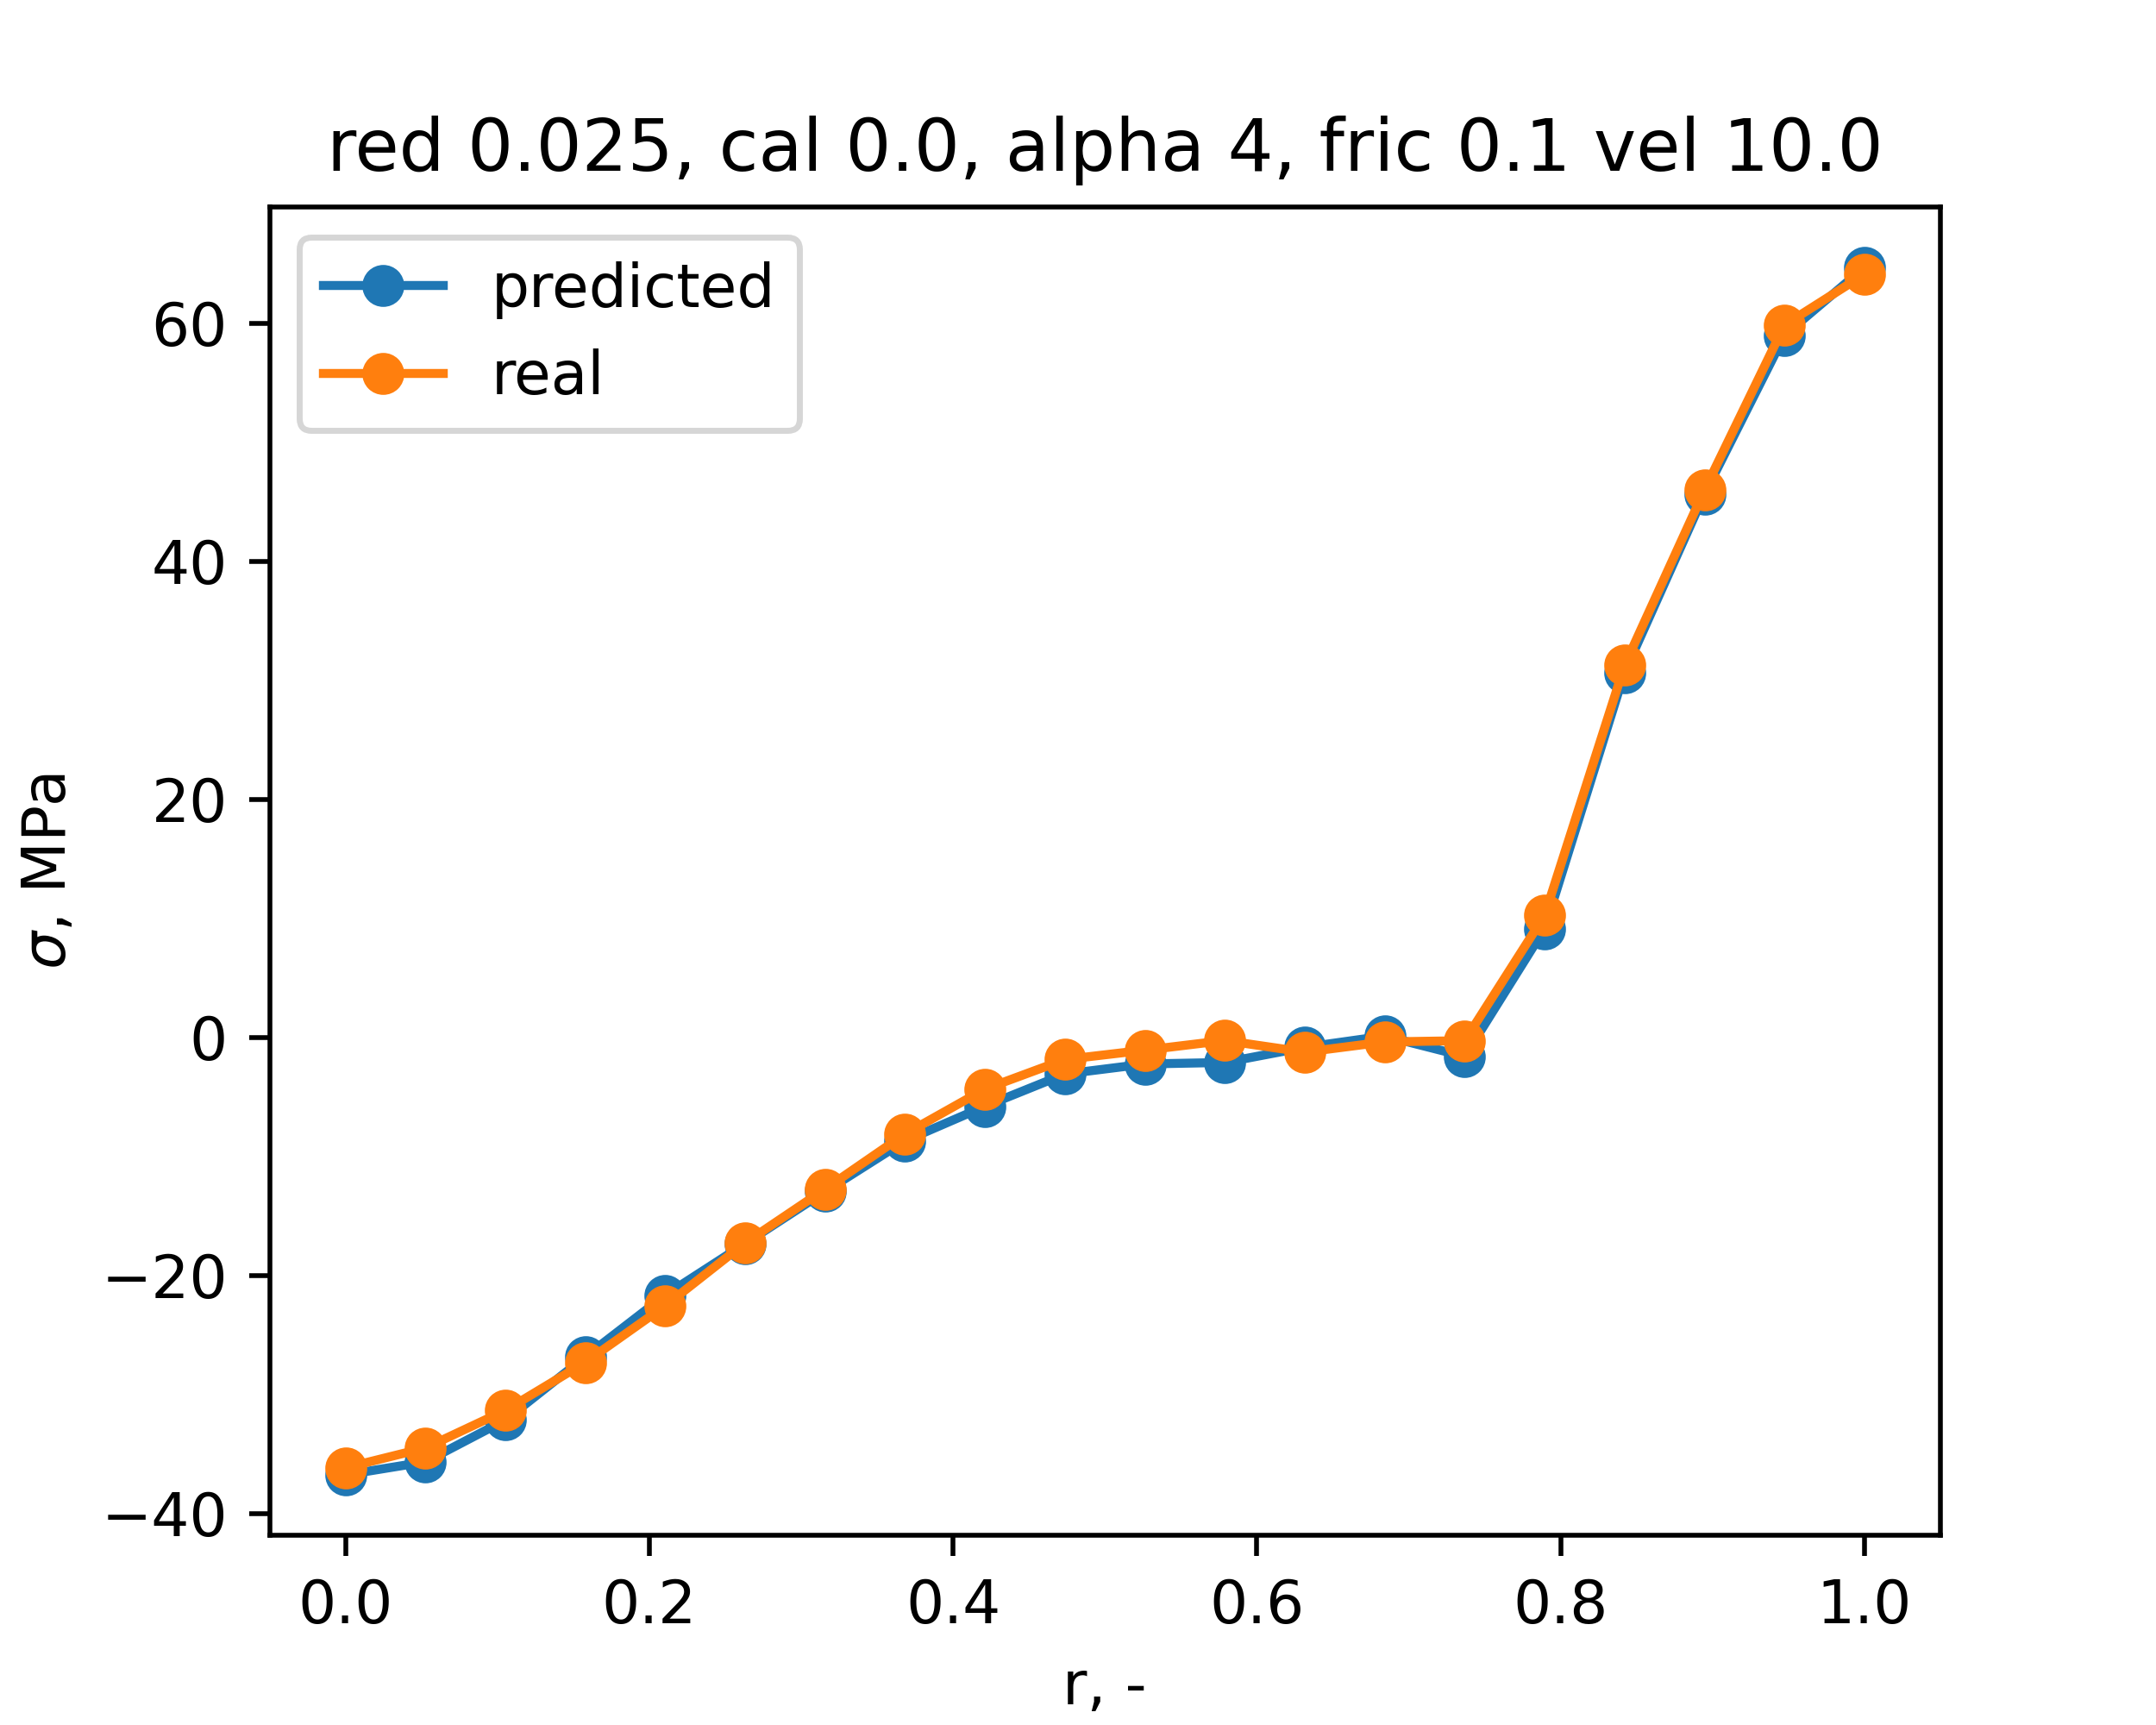 red 0.025, cal 0.0, alpha 4, fric 0.1 vel 10.0
predicted
real
60
40
20
0
−20
−40
σ, MPa
0.0 0.2 0.4 0.6 0.8 1.0
r, -